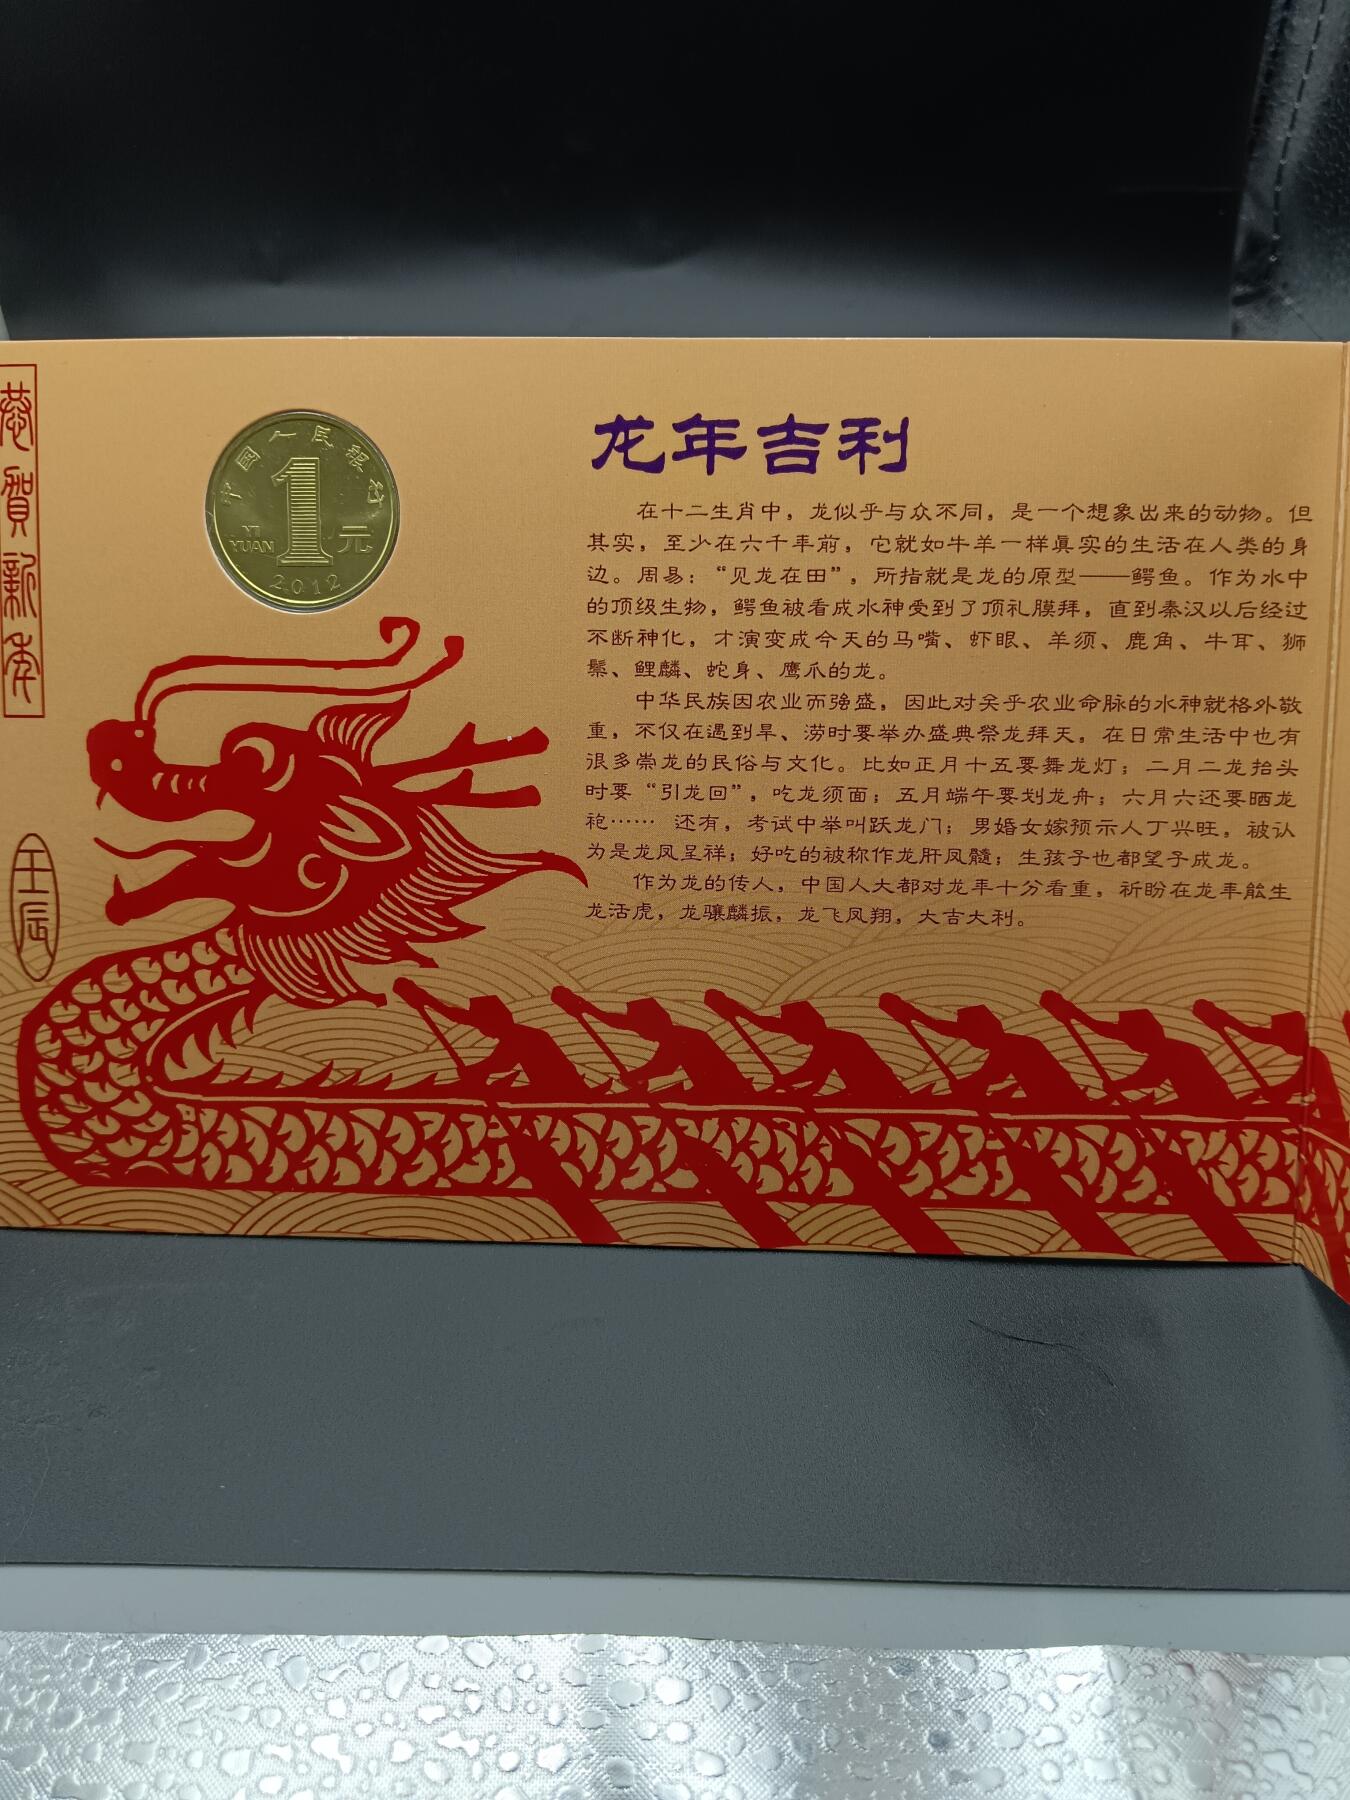 恭贺新年
壬辰
中国人民银行
1
元
YI
YUAN
2012
龙年吉利
在十二生肖中，龙似乎与众不同，是一个想象出来的动物。但
其实，至少在六千年前，它就如牛羊一样真实的生活在人类的身
边。周易：“见龙在田”，所指就是龙的原型——鳄鱼。作为水中
的顶级生物，鳄鱼被看成水神受到了顶礼膜拜，直到秦汉以后经过
不断神化，才演变成今天的马嘴、虾眼、羊须、鹿角、牛耳、狮
鬃、鲤麟、蛇身、鹰爪的龙。
中华民族因农业而强盛，因此对关乎农业命脉的水神就格外敬
重，不仅在遇到旱、涝时要举办盛典祭龙拜天，在日常生活中也有
很多崇龙的民俗与文化。比如正月十五要舞龙灯；二月二龙抬头
时要“引龙回”，吃龙须面；五月端午要划龙舟；六月六还要晒龙
袍…… 还有，考试中举叫跃龙门；男婚女嫁预示人丁兴旺，被认
为是龙凤呈祥；好吃的被称作龙肝凤髓；生孩子也都望子成龙。
作为龙的传人，中国人大都对龙年十分看重，祈盼在龙年能生
龙活虎，龙骧麟振，龙飞凤翔，大吉大利。